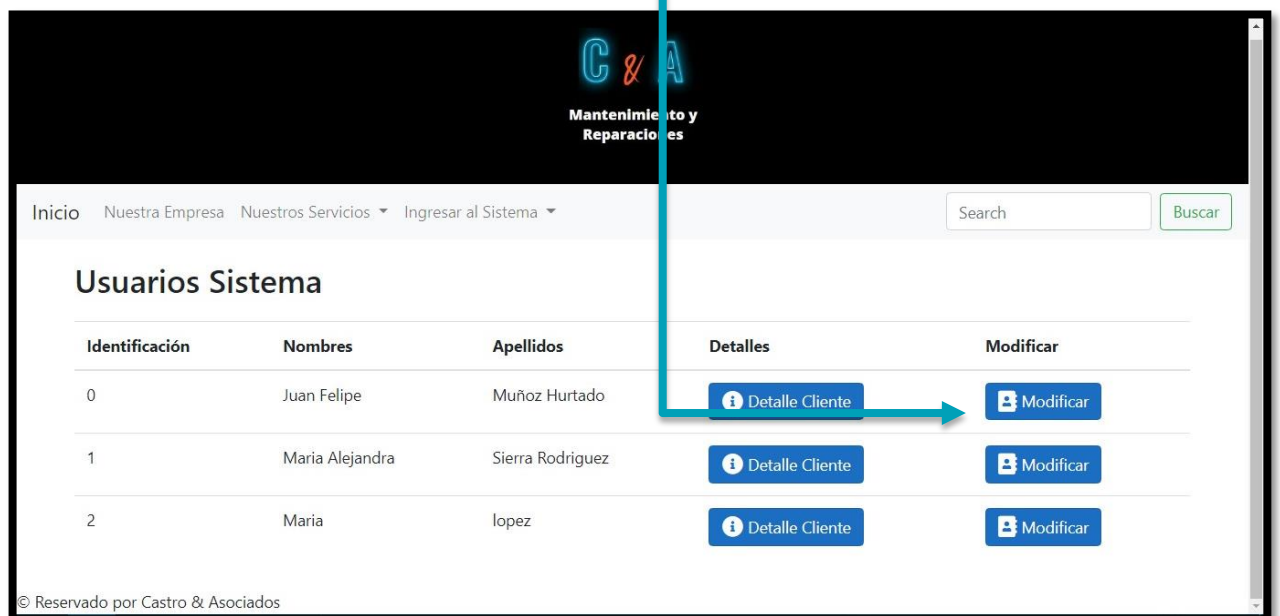 C & A
Mantenimiento y
Reparaciones
Inicio Nuestra Empresa Nuestros Servicios Ingresar al Sistema Search Buscar
Usuarios Sistema
Identificación Nombres Apellidos Detalles Modificar
0 Juan Felipe Muñoz Hurtado Detalle Cliente Modificar
1 Maria Alejandra Sierra Rodriguez Detalle Cliente Modificar
2 Maria lopez Detalle Cliente Modificar
© Reservado por Castro & Asociados